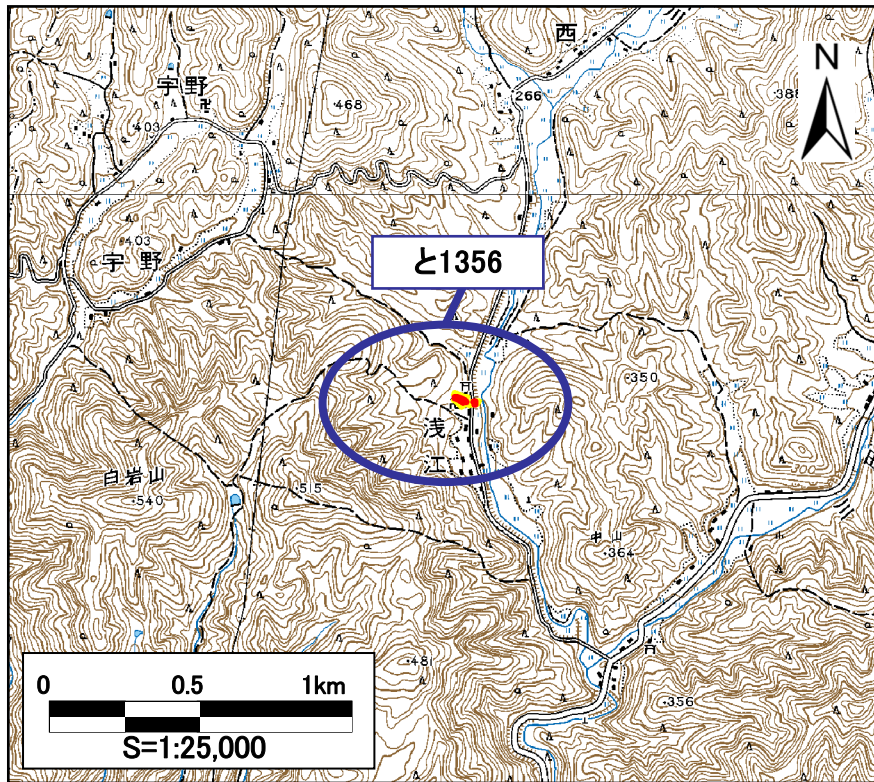 西
N
宇野
・468
266
・388
・403
・403
宇野
と1356
・350
浅江
白岩山
・540
・515
中山
・364
・481
・356
0 0.5 1km
S=1:25,000